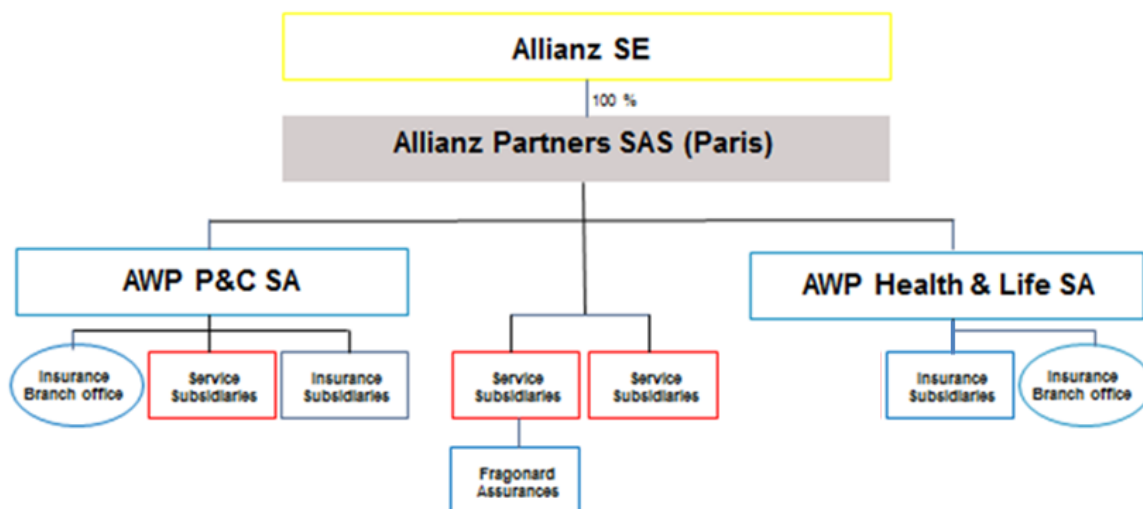 Allianz SE
100 %
Allianz Partners SAS (Paris)
AWP P&C SA
AWP Health & Life SA
Insurance
Branch office
Service
Subsidiaries
Insurance
Subsidiaries
Service
Subsidiaries
Service
Subsidiaries
Insurance
Subsidiaries
Insurance
Branch office
Fragonard
Assurances